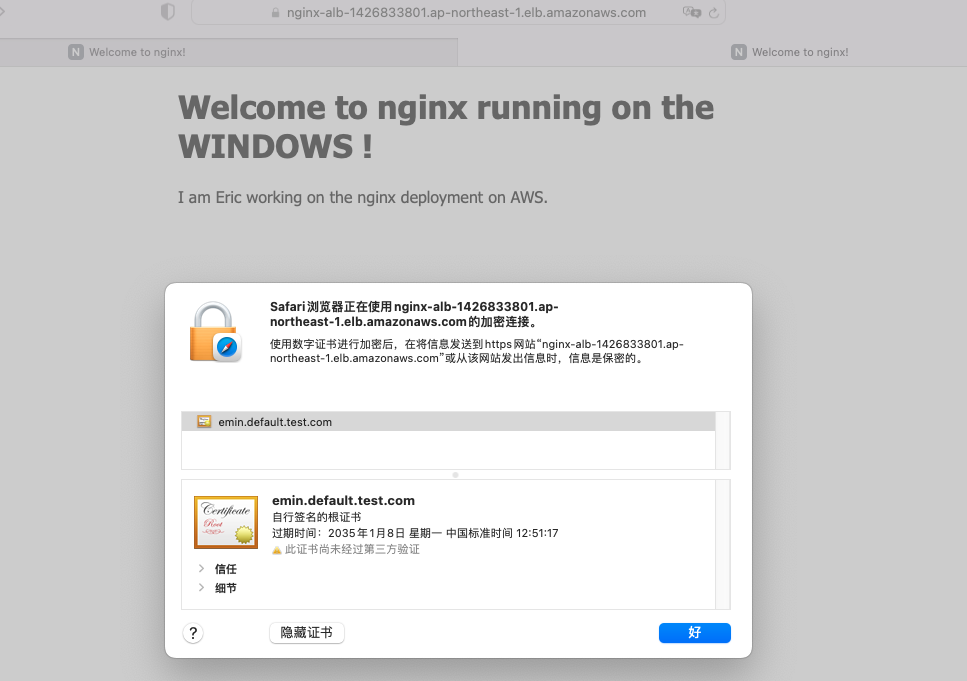 nginx-alb-1426833801.ap-northeast-1.elb.amazonaws.com
N Welcome to nginx!
N Welcome to nginx!
Welcome to nginx running on the
WINDOWS !
I am Eric working on the nginx deployment on AWS.
Safari浏览器正在使用nginx-alb-1426833801.ap-
northeast-1.elb.amazonaws.com的加密连接。
使用数字证书进行加密后，在将信息发送到https网站“nginx-alb-1426833801.ap-
northeast-1.elb.amazonaws.com”或从该网站发出信息时，信息是保密的。
emin.default.test.com
Certificate
Root
emin.default.test.com
自行签名的根证书
过期时间：2035年1月8日 星期一 中国标准时间 12:51:17
此证书尚未经过第三方验证
信任
细节
?
隐藏证书
好